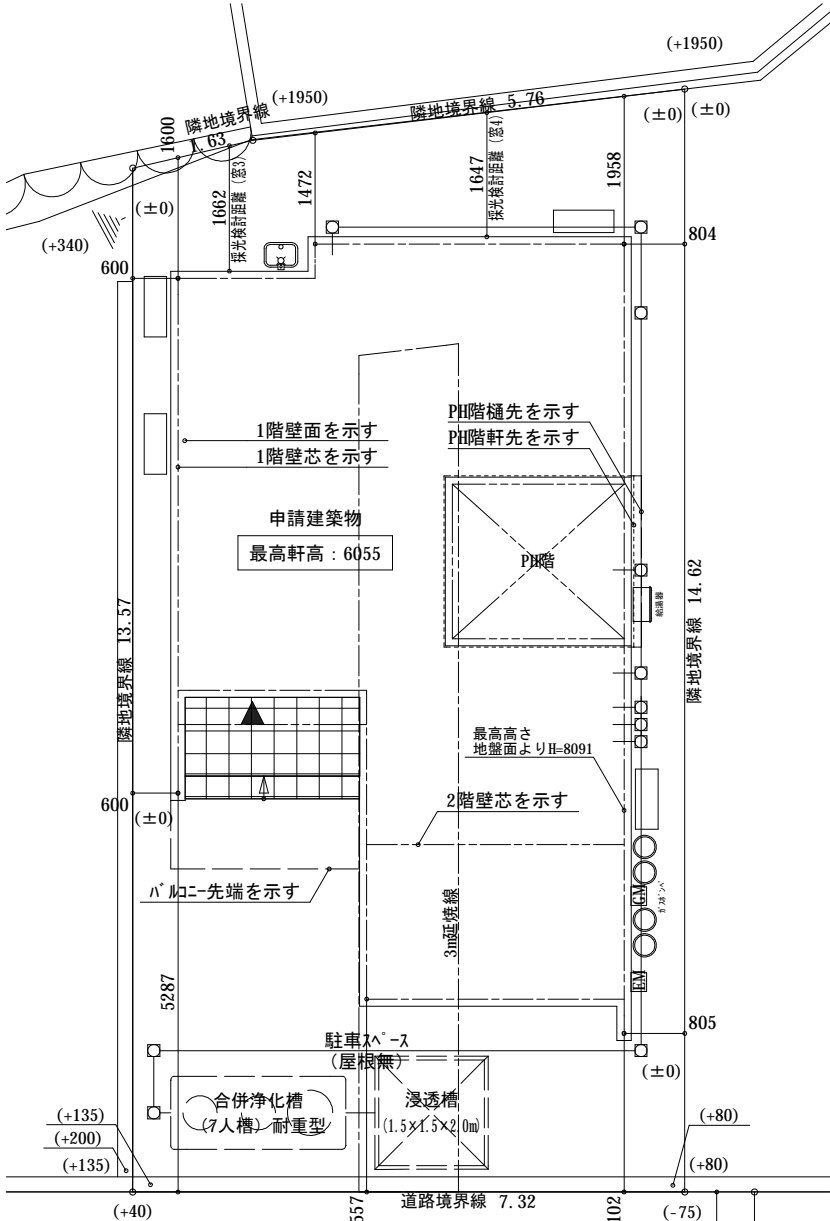 (+1950)
隣地境界線 5.76
(+1950)
隣地境界線
1.63
1600
(±0)
(±0)
1662
採光検討距離 (窓3)
1472
1647
採光検討距離 (窓4)
1958
(±0)
(+340)
804
600
PH階樋先を示す
1階壁面を示す
PH階軒先を示す
1階壁芯を示す
申請建築物
最高軒高：6055
PH階
給湯器
隣地境界線 13.57
隣地境界線 14.62
最高高さ
地盤面よりH=8091
600
(±0)
2階壁芯を示す
バルコニー先端を示す
3m延焼線
GM
ガスボンベ
EM
5287
805
駐車スペース
(屋根無)
(±0)
合併浄化槽
(7人槽) 耐重型
浸透槽
(1.5×1.5×2.0m)
(+135)
(+200)
(+135)
(+80)
(+80)
道路境界線 7.32
(+40)
557
102
(-75)